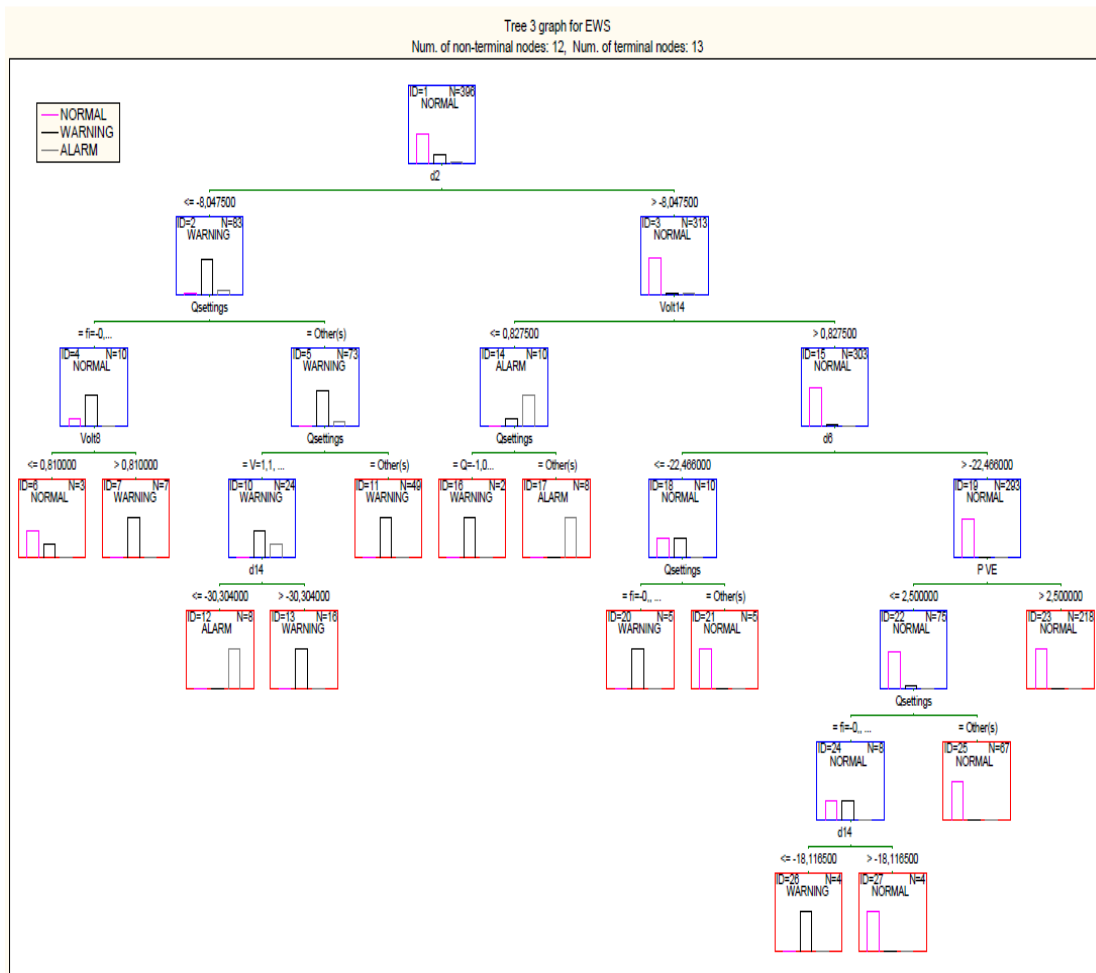 Tree 3 graph for EWS
Num. of non-terminal nodes: 12, Num. of terminal nodes: 13
NORMAL
WARNING
ALARM
ID=1 N=396
NORMAL
d2
<= -8,047500 > -8,047500
ID=2 N=83 ID=3 N=313
WARNING NORMAL
Qsettings Volt14
= fi=-0,... = Other(s) <= 0,827500 > 0,827500
ID=4 N=10 ID=5 N=73 ID=14 N=10 ID=15 N=303
NORMAL WARNING ALARM NORMAL
Volt8 Qsettings Qsettings d6
<= 0,810000 > 0,810000 = V=1,1, ... = Other(s) = Q=-1,0... = Other(s) <= -22,466000 > -22,466000
ID=6 N=3 ID=7 N=7 ID=10 N=24 ID=11 N=49 ID=16 N=2 ID=17 N=8 ID=18 N=10 ID=19 N=293
NORMAL WARNING WARNING WARNING WARNING ALARM NORMAL NORMAL
d14 Qsettings P VE
<= -30,304000 > -30,304000 = fi=-0,, ... = Other(s) <= 2,500000 > 2,500000
ID=12 N=8 ID=13 N=16 ID=20 N=5 ID=21 N=5 ID=22 N=75 ID=23 N=218
ALARM WARNING WARNING NORMAL NORMAL NORMAL
Qsettings
= fi=-0,, ... = Other(s)
ID=24 N=8 ID=25 N=67
NORMAL NORMAL
d14
<= -18,116500 > -18,116500
ID=26 N=4 ID=27 N=4
WARNING NORMAL